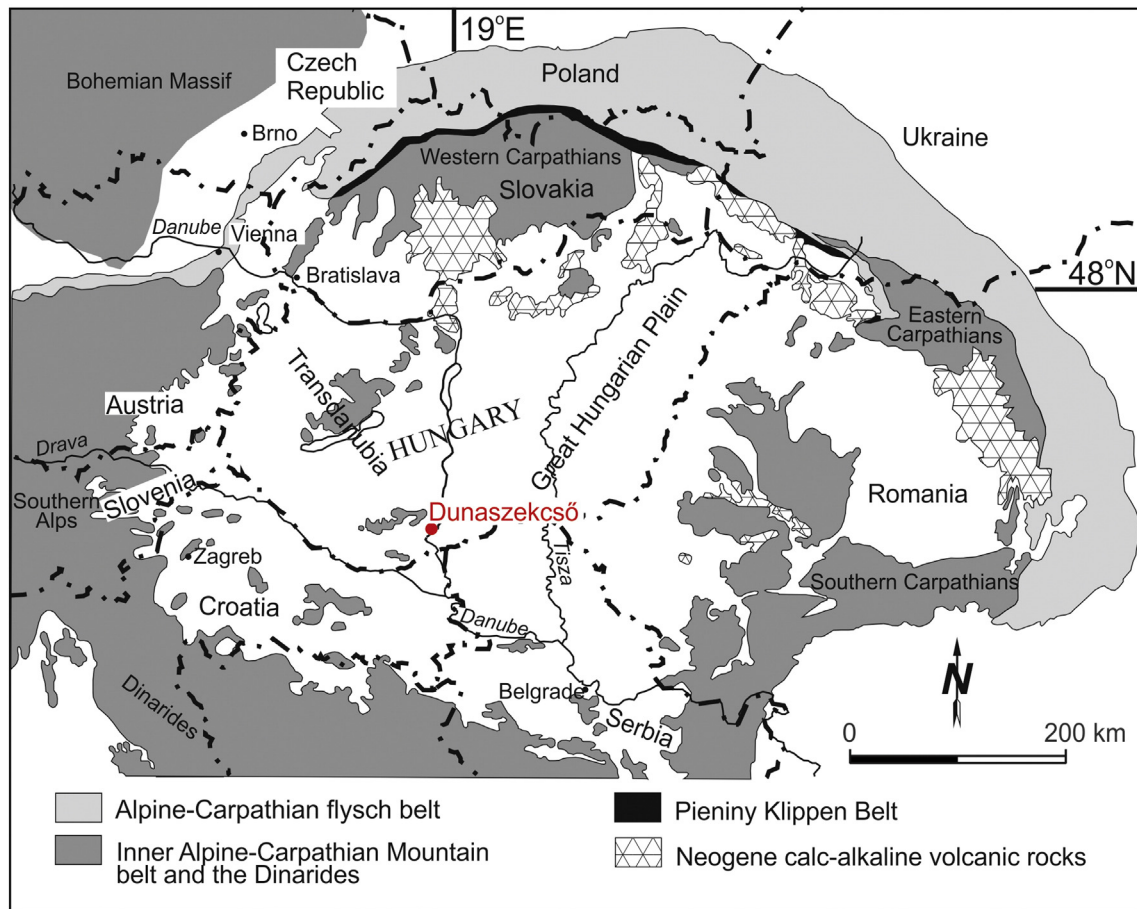 19°E
Czech
Republic
Poland
Bohemian Massif
Brno
Ukraine
Western Carpathians
Slovakia
Danube
Vienna
Bratislava
48°N
Eastern
Carpathians
Transdanubia
Great Hungarian Plain
HUNGARY
Austria
Drava
Slovenia
Southern
Alps
Romania
Dunaszekcső
Tisza
Zagreb
Southern Carpathians
Croatia
Danube
Dinarides
Belgrade
Serbia
N
0 200 km
Alpine-Carpathian flysch belt
Inner Alpine-Carpathian Mountain
belt and the Dinarides
Pieniny Klippen Belt
Neogene calc-alkaline volcanic rocks